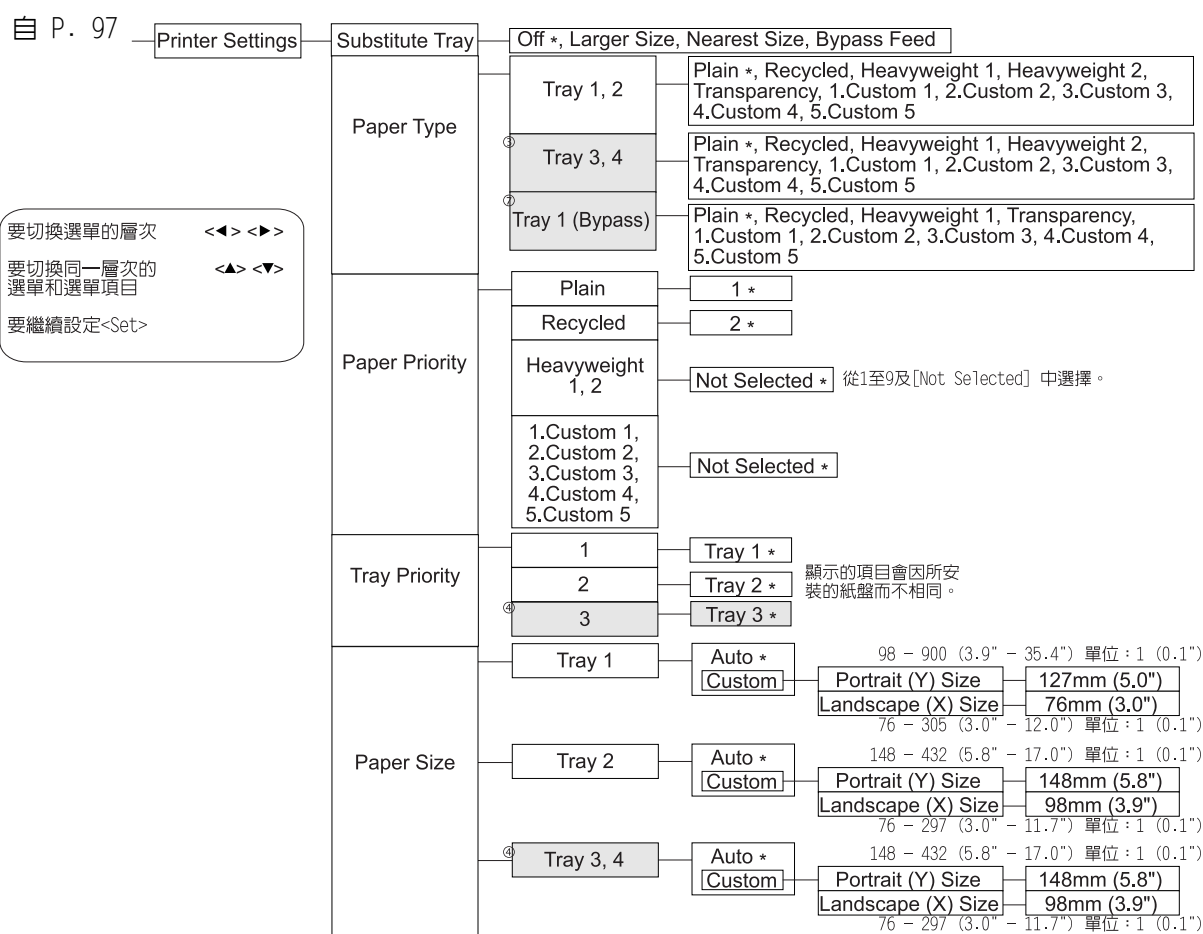 自 P. 97
Printer Settings
Substitute Tray
Off *, Larger Size, Nearest Size, Bypass Feed
Paper Type
Tray 1, 2
Plain *, Recycled, Heavyweight 1, Heavyweight 2,
Transparency, 1.Custom 1, 2.Custom 2, 3.Custom 3,
4.Custom 4, 5.Custom 5
③
Tray 3, 4
Plain *, Recycled, Heavyweight 1, Heavyweight 2,
Transparency, 1.Custom 1, 2.Custom 2, 3.Custom 3,
4.Custom 4, 5.Custom 5
⑦
Tray 1 (Bypass)
Plain *, Recycled, Heavyweight 1, Transparency,
1.Custom 1, 2.Custom 2, 3.Custom 3, 4.Custom 4,
5.Custom 5
要切換選單的層次 <◀> <▶>
要切換同一層次的 <▲> <▼>
選單和選單項目
要繼續設定<Set>
Paper Priority
Plain
1 *
Recycled
2 *
Heavyweight
1, 2
Not Selected *
從1至9及[Not Selected] 中選擇。
1.Custom 1,
2.Custom 2,
3.Custom 3,
4.Custom 4,
5.Custom 5
Not Selected *
Tray Priority
1
Tray 1 *
2
Tray 2 *
④
3
Tray 3 *
顯示的項目會因所安
裝的紙盤而不相同。
Paper Size
Tray 1
Auto *
Custom
98 - 900 (3.9" - 35.4") 單位：1 (0.1")
Portrait (Y) Size
127mm (5.0")
Landscape (X) Size
76mm (3.0")
76 - 305 (3.0" - 12.0") 單位：1 (0.1")
Tray 2
Auto *
Custom
148 - 432 (5.8" - 17.0") 單位：1 (0.1")
Portrait (Y) Size
148mm (5.8")
Landscape (X) Size
98mm (3.9")
76 - 297 (3.0" - 11.7") 單位：1 (0.1")
④
Tray 3, 4
Auto *
Custom
148 - 432 (5.8" - 17.0") 單位：1 (0.1")
Portrait (Y) Size
148mm (5.8")
Landscape (X) Size
98mm (3.9")
76 - 297 (3.0" - 11.7") 單位：1 (0.1")